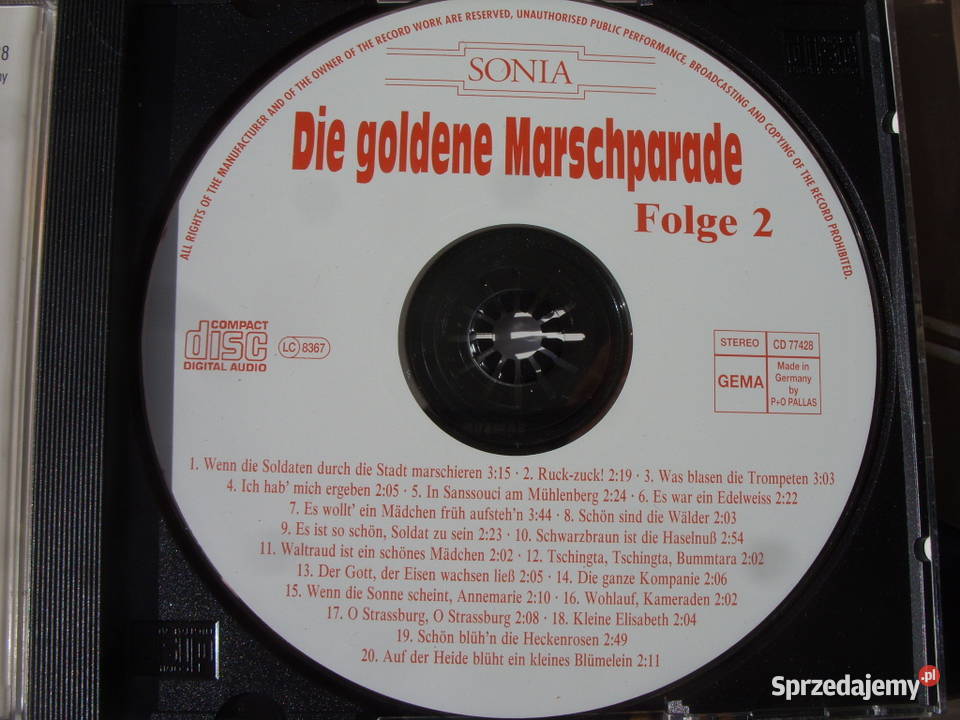 ALL RIGHTS OF THE MANUFACTURER AND OF THE OWNER OF THE RECORD WORK ARE RESERVED, UNAUTHORISED PUBLIC PERFORMANCE, BROADCASTING AND COPYING OF THE RECORD PROHIBITED.
SONIA
Die goldene Marschparade
Folge 2
COMPACT
disc
DIGITAL AUDIO
LC 8367
STEREO CD 77428
GEMA Made in
Germany
by
P+O PALLAS
1. Wenn die Soldaten durch die Stadt marschieren 3:15 · 2. Ruck-zuck! 2:19 · 3. Was blasen die Trompeten 3:03
4. Ich hab' mich ergeben 2:05 · 5. In Sanssouci am Mühlenberg 2:24 · 6. Es war ein Edelweiss 2:22
7. Es wollt' ein Mädchen früh aufsteh'n 3:44 · 8. Schön sind die Wälder 2:03
9. Es ist so schön, Soldat zu sein 2:23 · 10. Schwarzbraun ist die Haselnuß 2:54
11. Waltraud ist ein schönes Mädchen 2:02 · 12. Tschingta, Tschingta, Bummtara 2:02
13. Der Gott, der Eisen wachsen ließ 2:05 · 14. Die ganze Kompanie 2:06
15. Wenn die Sonne scheint, Annemarie 2:10 · 16. Wohlauf, Kameraden 2:02
17. O Strassburg, O Strassburg 2:08 · 18. Kleine Elisabeth 2:04
19. Schön blüh'n die Heckenrosen 2:49
20. Auf der Heide blüht ein kleines Blümelein 2:11
Sprzedajemy.pl